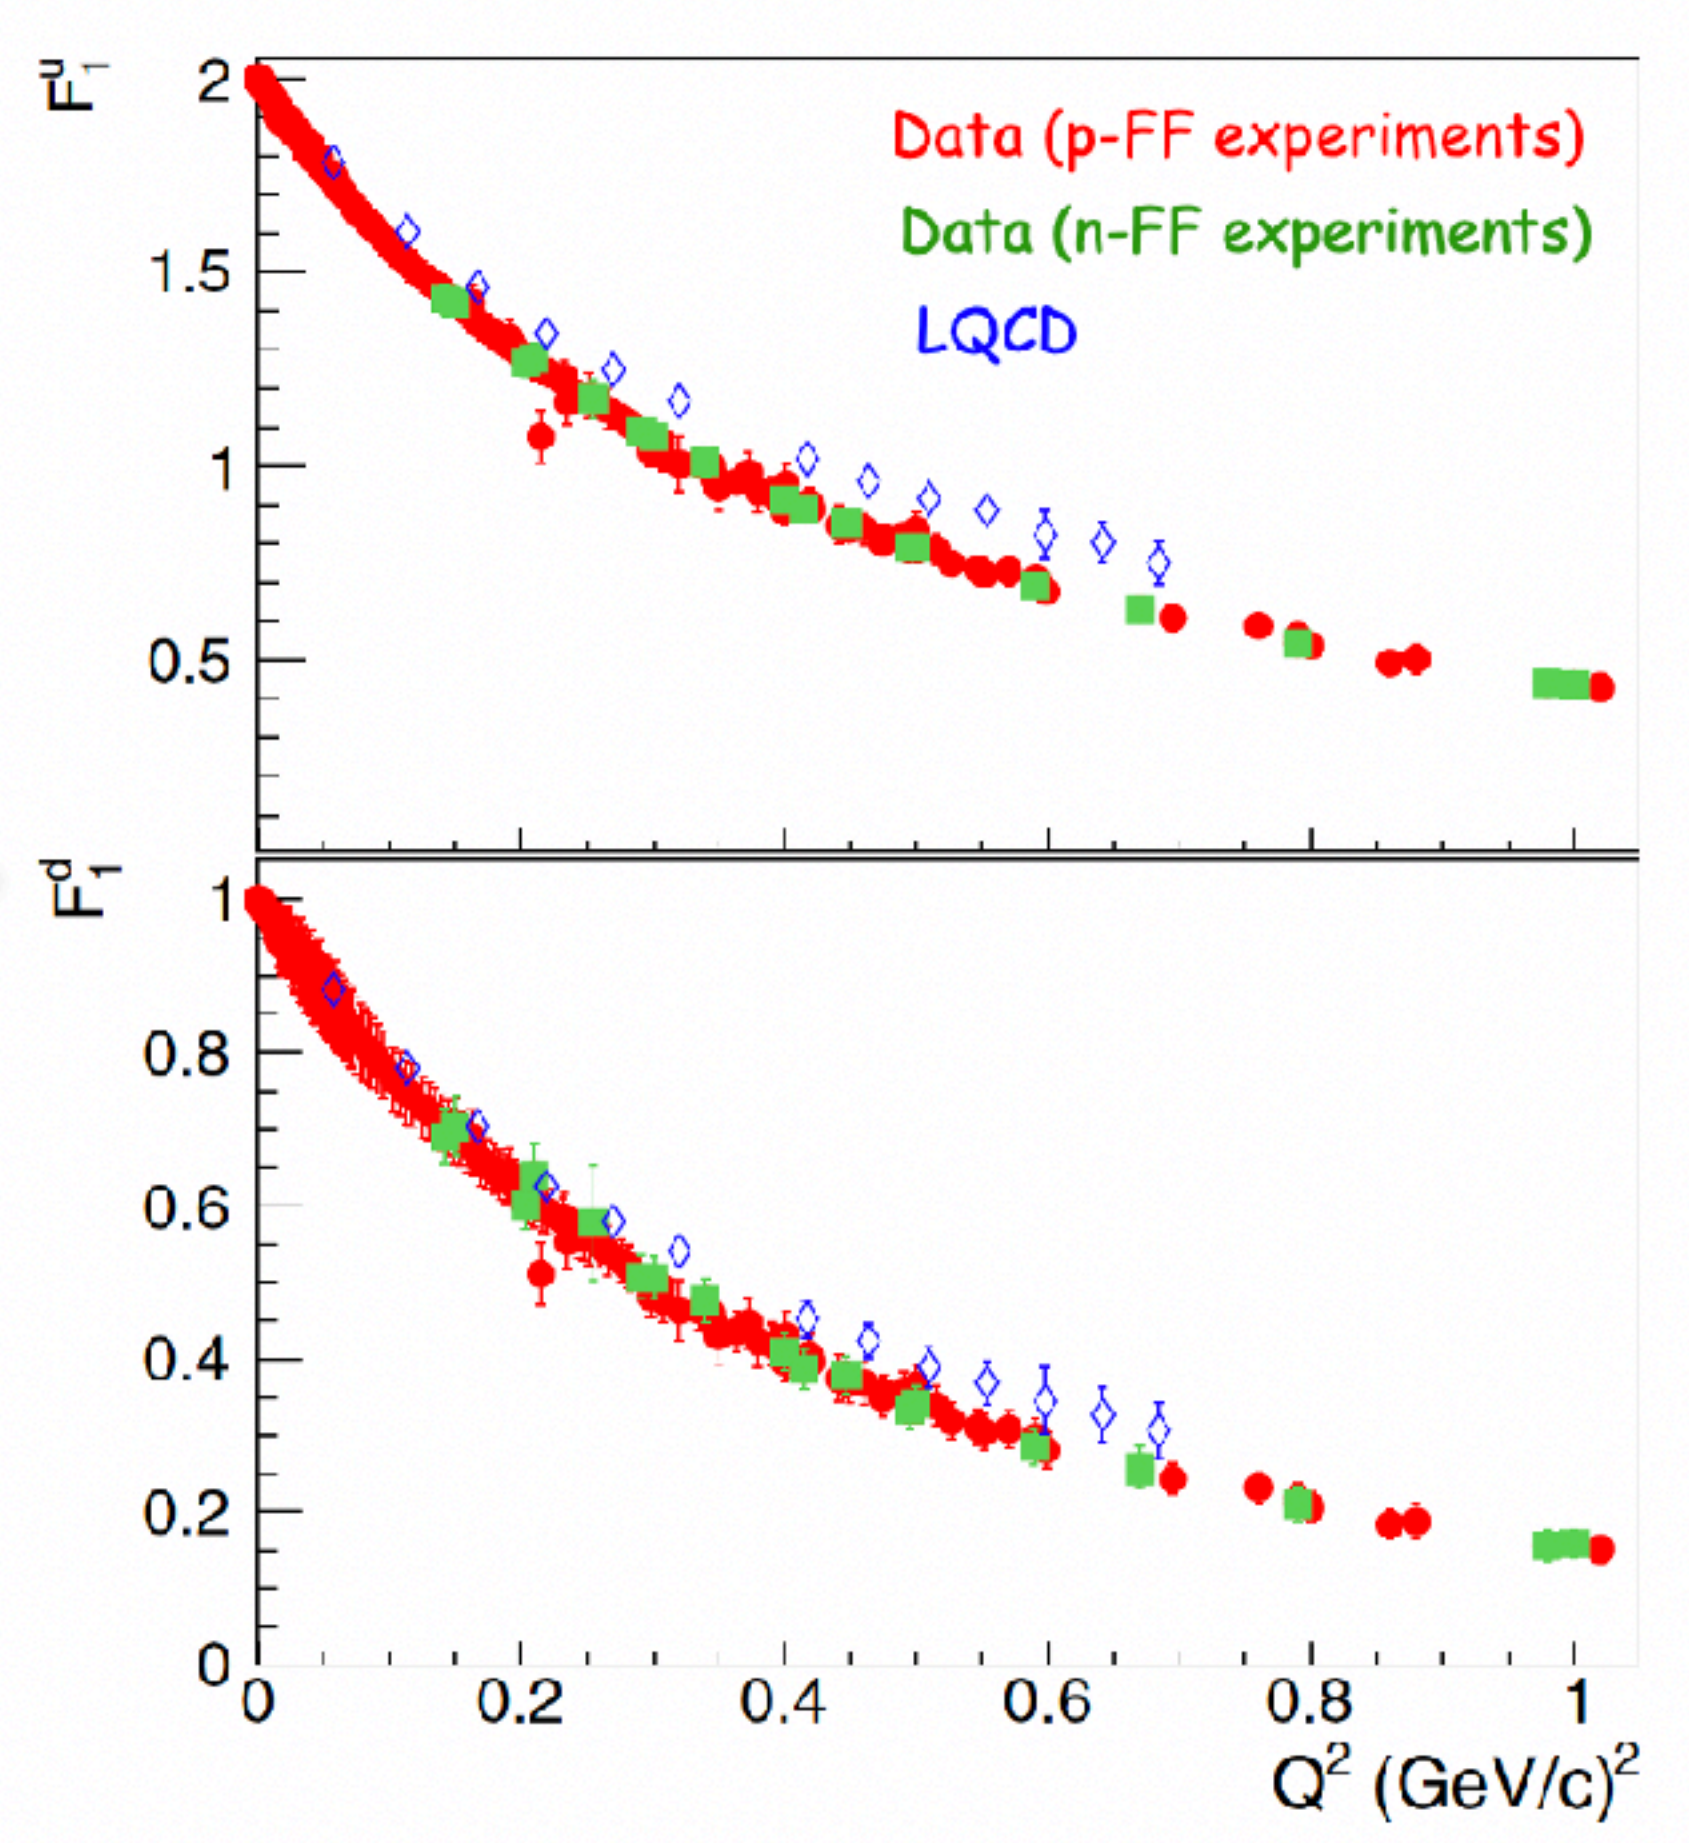 F₁ᵘ
2
1.5
1
0.5
Data (p-FF experiments)
Data (n-FF experiments)
LQCD
F₁ᵈ
1
0.8
0.6
0.4
0.2
0
0 0.2 0.4 0.6 0.8 1
Q² (GeV/c)²